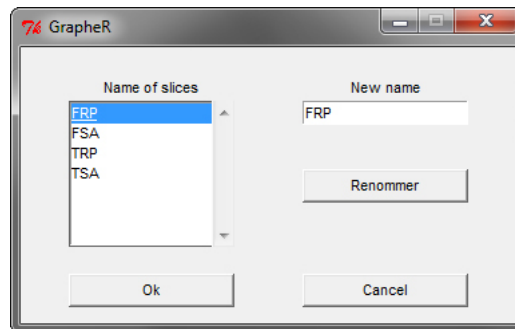 GrapheR
Name of slices
New name
FRP
FRP
FSA
TRP
TSA
Renommer
Ok
Cancel